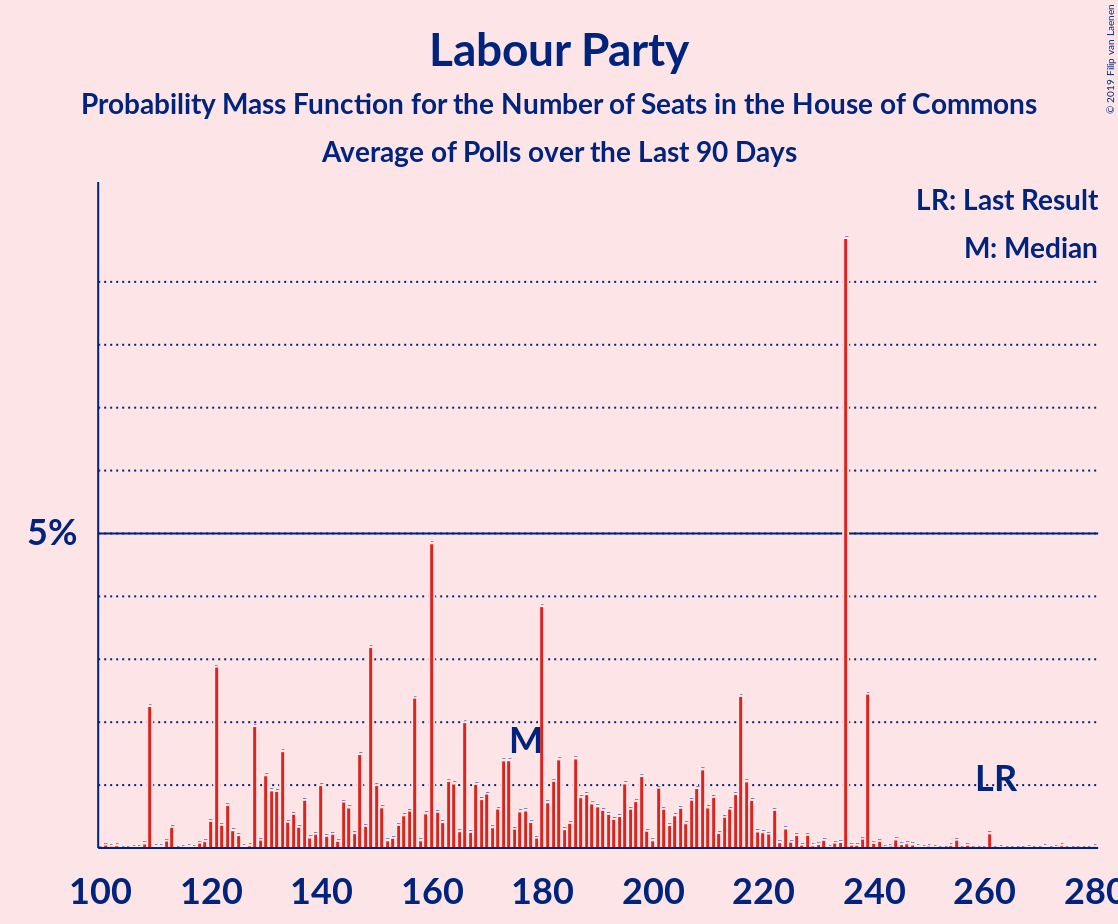 Labour Party
Probability Mass Function for the Number of Seats in the House of Commons
Average of Polls over the Last 90 Days
© 2019 Filip van Laenen
LR: Last Result
M: Median
5%
M
LR
100 120 140 160 180 200 220 240 260 280